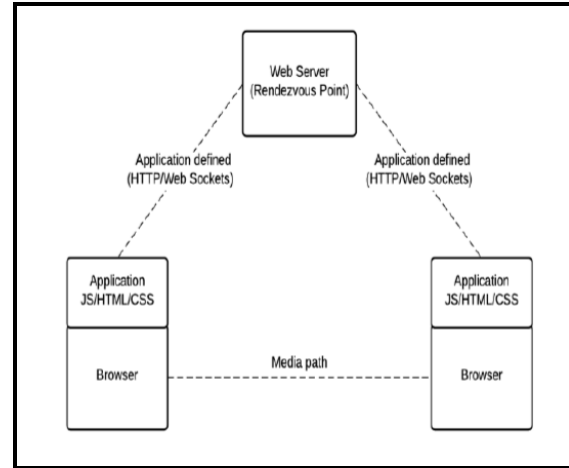 Web Server
(Rendezvous Point)
Application defined
(HTTP/Web Sockets)
Application defined
(HTTP/Web Sockets)
Application
JS/HTML/CSS
Application
JS/HTML/CSS
Browser
Media path
Browser